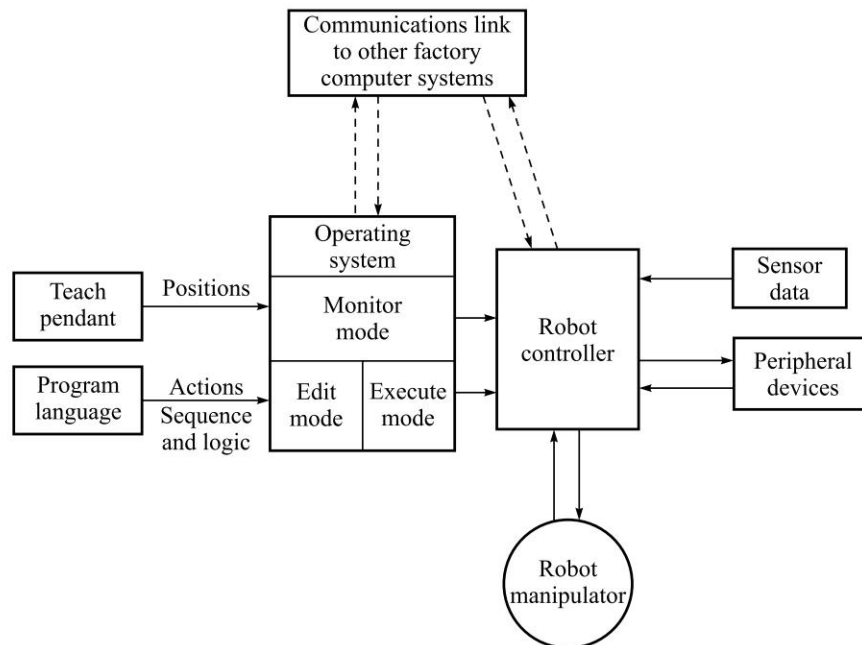 Communications link
to other factory
computer systems
Operating
system
Teach
pendant
Positions
Monitor
mode
Robot
controller
Sensor
data
Peripheral
devices
Program
language
Actions
Sequence
and logic
Edit
mode
Execute
mode
Robot
manipulator